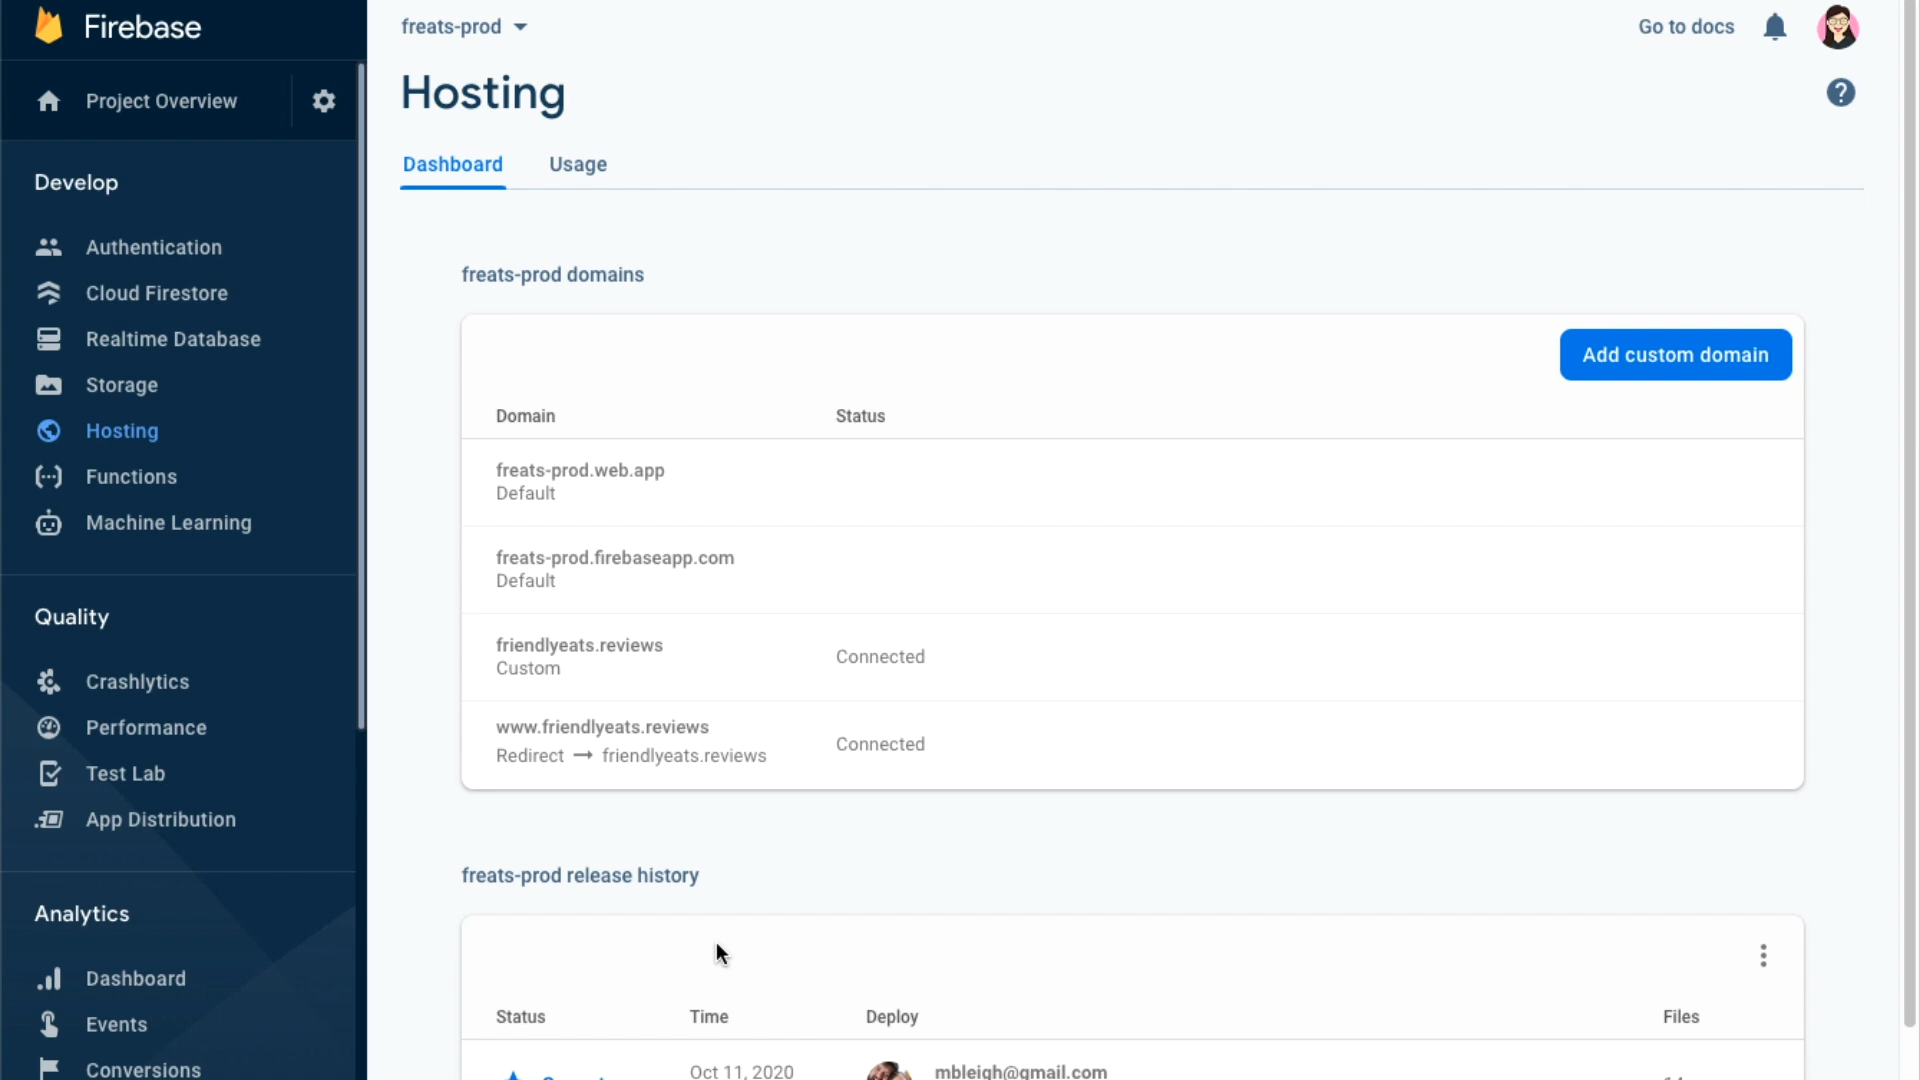 Firebase
Project Overview
Develop
Authentication
Cloud Firestore
Realtime Database
Storage
Hosting
Functions
Machine Learning
Quality
Crashlytics
Performance
Test Lab
App Distribution
Analytics
Dashboard
Events
Conversions
freats-prod
Go to docs
Hosting
Dashboard Usage
freats-prod domains
Add custom domain
Domain Status
freats-prod.web.app
Default
freats-prod.firebaseapp.com
Default
friendlyeats.reviews
Custom
Connected
www.friendlyeats.reviews
Redirect → friendlyeats.reviews
Connected
freats-prod release history
Status Time Deploy Files
Oct 11, 2020
mbleigh@gmail.com